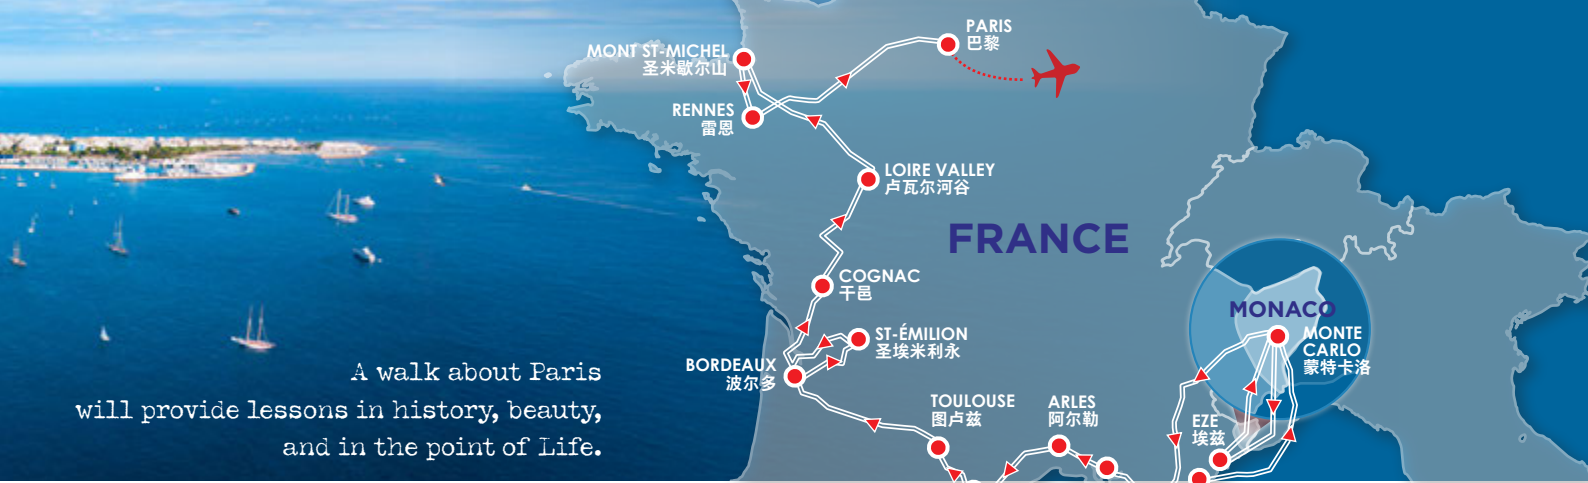 PARIS
巴黎
MONT ST-MICHEL
圣米歇尔山
RENNES
雷恩
LOIRE VALLEY
卢瓦尔河谷
FRANCE
COGNAC
干邑
MONACO
MONTE
CARLO
蒙特卡洛
ST-ÉMILION
圣埃米利永
BORDEAUX
波尔多
TOULOUSE
图卢兹
ARLES
阿尔勒
EZE
埃兹
A walk about Paris
will provide lessons in history, beauty,
and in the point of Life.